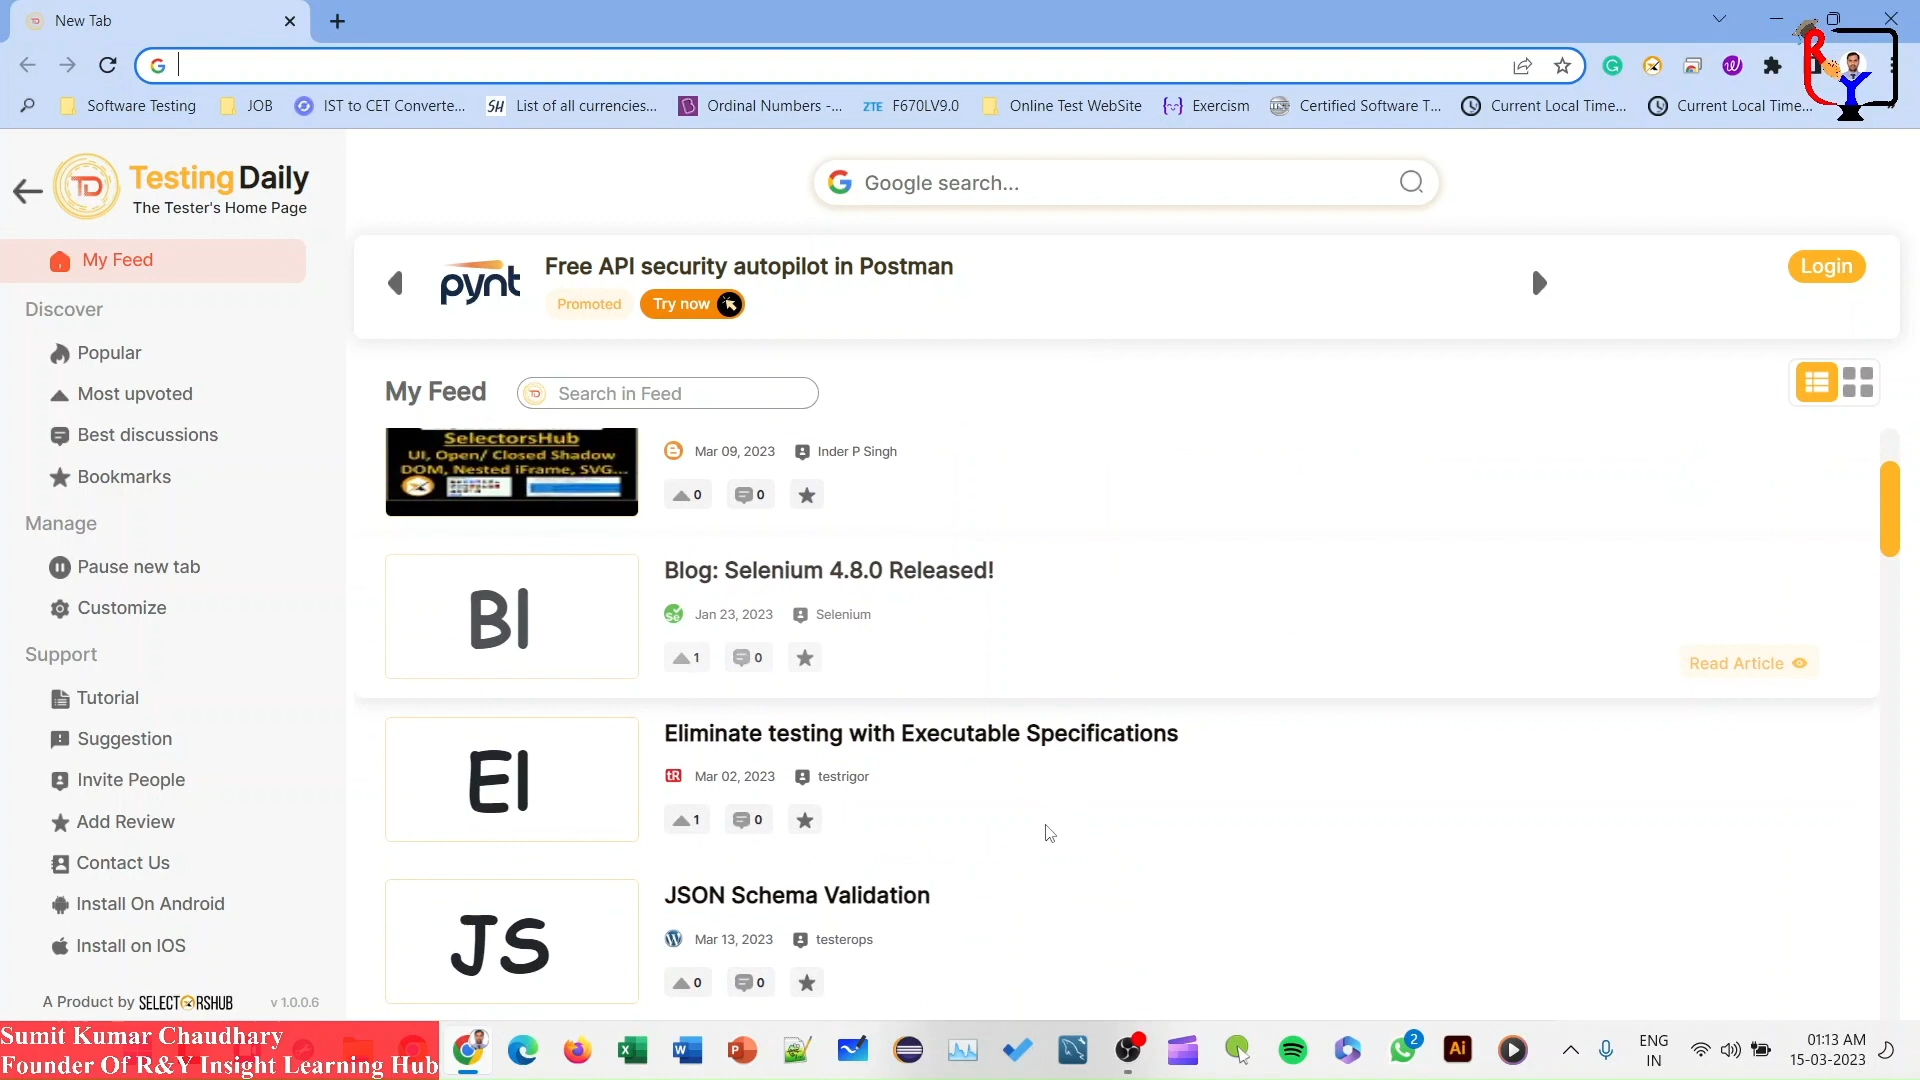 New Tab
Software Testing JOB IST to CET Converte... SH List of all currencies... Ordinal Numbers -... ZTE F670LV9.0 Online Test WebSite Exercism Certified Software T... Current Local Time... Current Local Time...
R Y
TD Testing Daily
The Tester's Home Page
Google search...
My Feed
Discover
Popular
Most upvoted
Best discussions
Bookmarks
Manage
Pause new tab
Customize
Support
Tutorial
Suggestion
Invite People
Add Review
Contact Us
Install On Android
Install on IOS
A Product by SELECTORSHUB v 1.0.0.6
pynt
Free API security autopilot in Postman
Promoted Try now
Login
My Feed Search in Feed
SelectorsHub
UI, Open/ Closed Shadow
DOM, Nested iFrame, SVG...
Mar 09, 2023 Inder P Singh
0 0
Bl
Blog: Selenium 4.8.0 Released!
Se Jan 23, 2023 Selenium
1 0
Read Article
El
Eliminate testing with Executable Specifications
tR Mar 02, 2023 testrigor
1 0
JS
JSON Schema Validation
Mar 13, 2023 testerops
0 0
Sumit Kumar Chaudhary
Founder Of R&Y Insight Learning Hub
2
Ai
ENG
IN
01:13 AM
15-03-2023